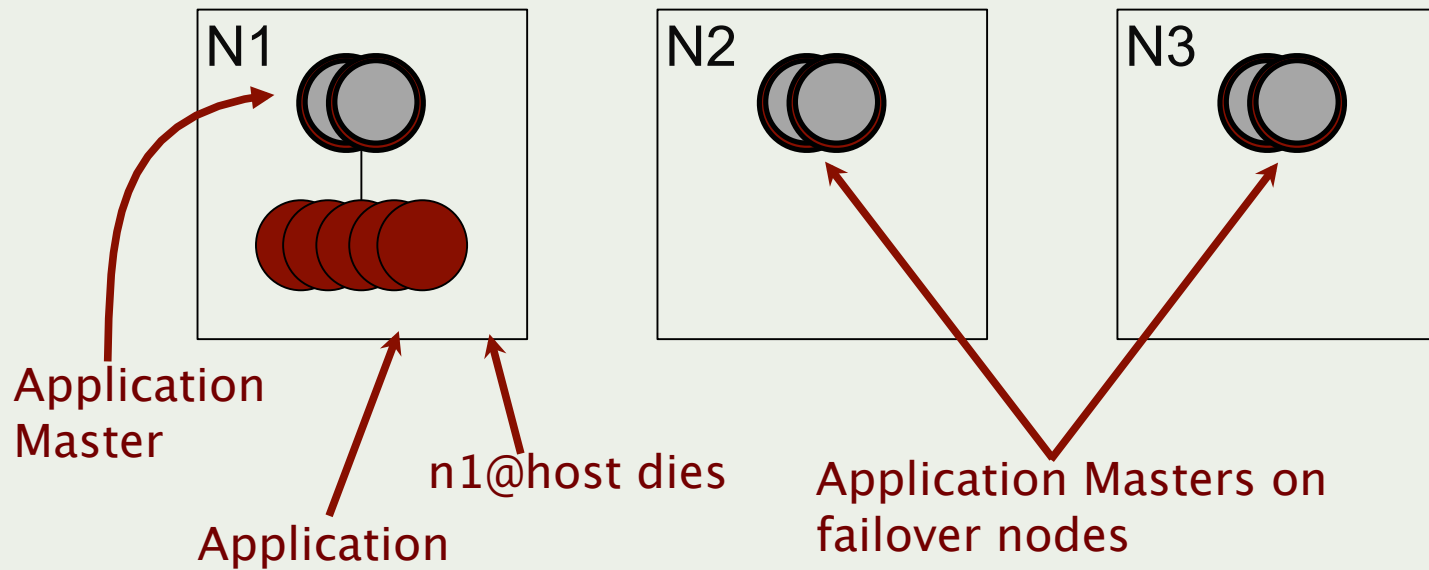 N1
N2
N3
Application
Master
n1@host dies
Application
Application Masters on
failover nodes